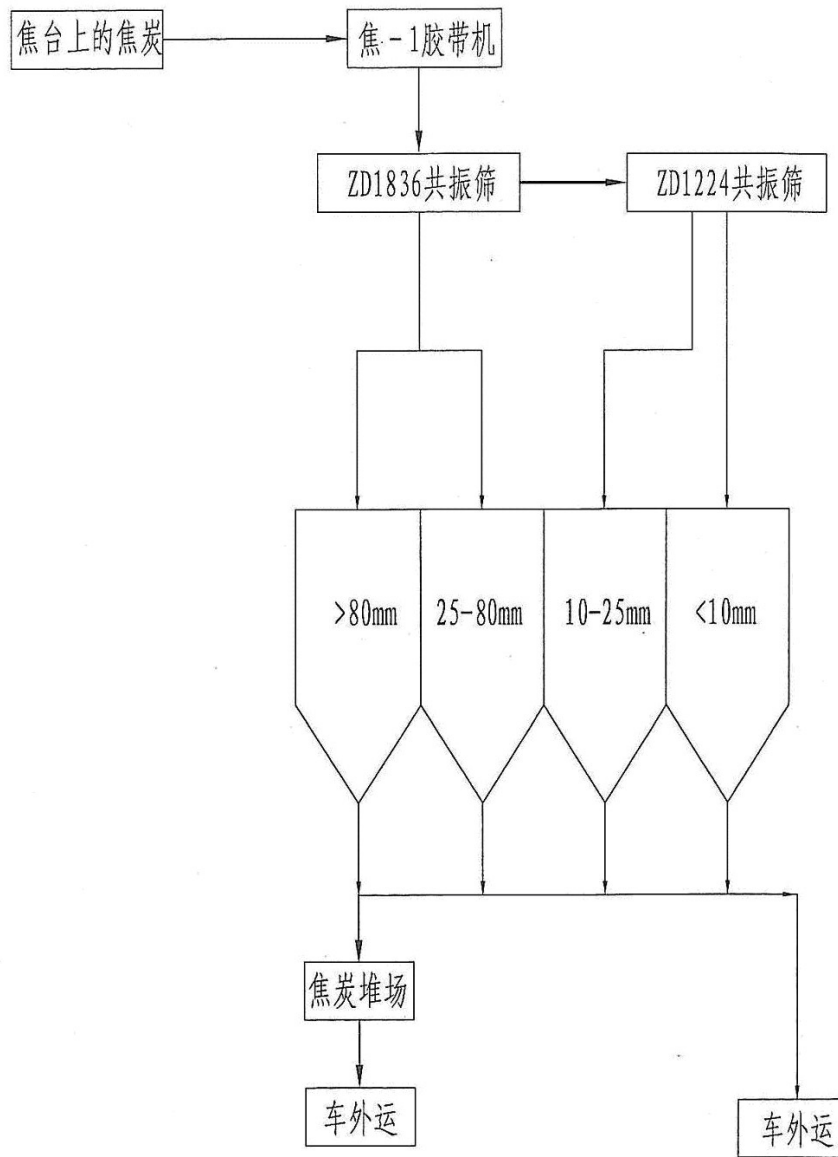 焦台上的焦炭
焦-1胶带机
ZD1836共振筛
ZD1224共振筛
>80mm
25-80mm
10-25mm
<10mm
焦炭堆场
车外运
车外运